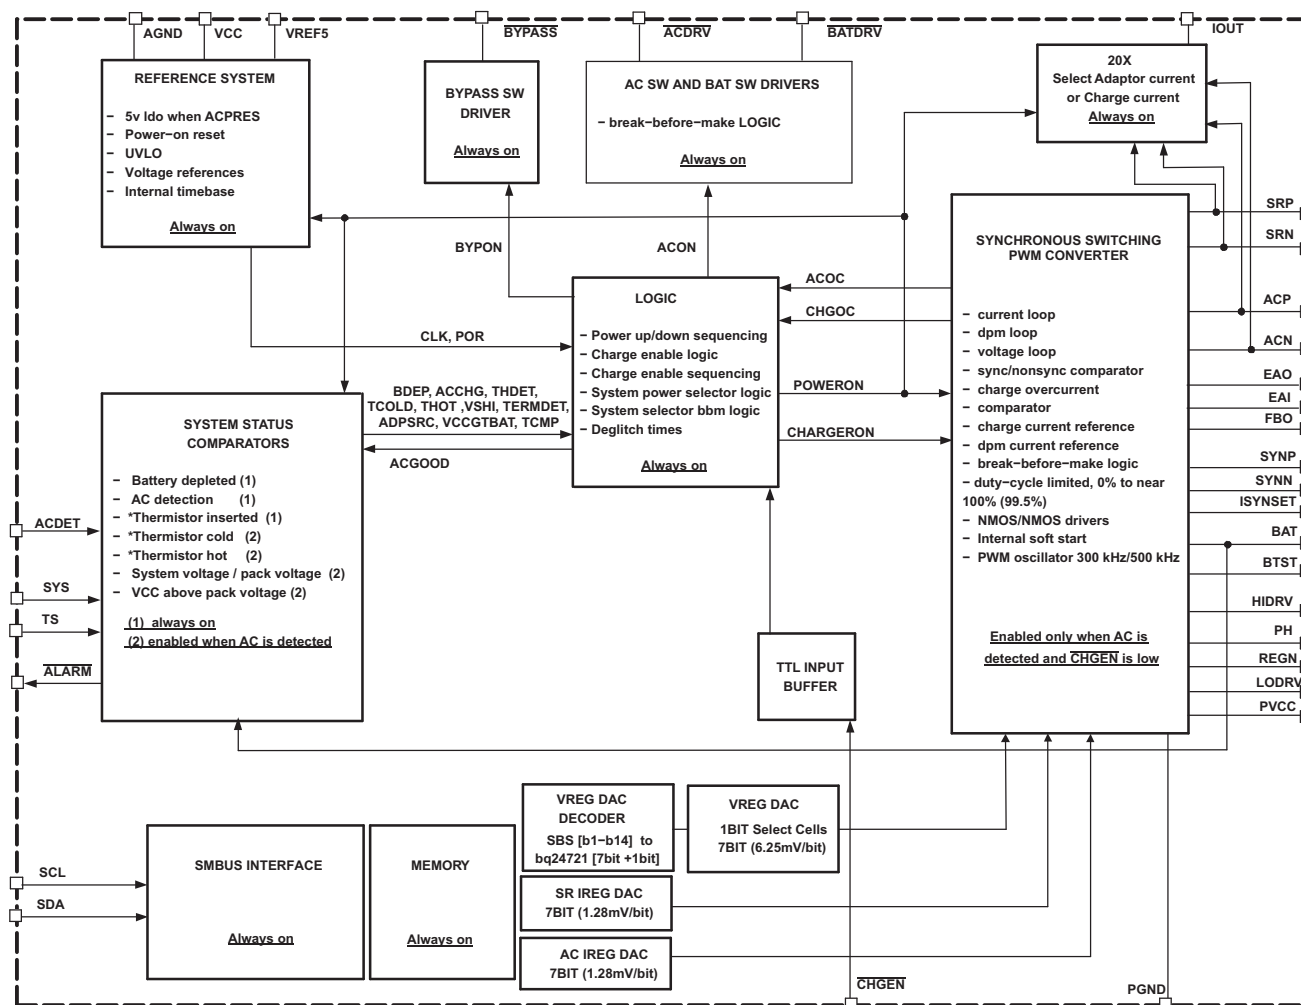 AGND
VCC
VREF5
BYPASS
ACDRV
BATDRV
IOUT
REFERENCE SYSTEM
− 5v ldo when ACPRES
− Power−on reset
− UVLO
− Voltage references
− Internal timebase
Always on
BYPASS SW
DRIVER
Always on
AC SW AND BAT SW DRIVERS
− break−before−make LOGIC
Always on
20X
Select Adaptor current
or Charge current
Always on
BYPON
ACON
CLK, POR
LOGIC
− Power up/down sequencing
− Charge enable logic
− Charge enable sequencing
− System power selector logic
− System selector bbm logic
− Deglitch times
Always on
ACOC
CHGOC
POWERON
CHARGERON
SYNCHRONOUS SWITCHING
PWM CONVERTER
− current loop
− dpm loop
− voltage loop
− sync/nonsync comparator
− charge overcurrent
− comparator
− charge current reference
− dpm current reference
− break−before−make logic
− duty−cycle limited, 0% to near
100% (99.5%)
− NMOS/NMOS drivers
− Internal soft start
− PWM oscillator 300 kHz/500 kHz
Enabled only when AC is
detected and CHGEN is low
SRP
SRN
ACP
ACN
EAO
EAI
FBO
SYNP
SYNN
ISYNSET
BAT
BTST
HIDRV
PH
REGN
LODRV
PVCC
BDEP, ACCHG, THDET,
TCOLD, THOT ,VSHI, TERMDET,
ADPSRC, VCCGTBAT, TCMP
ACGOOD
SYSTEM STATUS
COMPARATORS
− Battery depleted (1)
− AC detection (1)
− *Thermistor inserted (1)
− *Thermistor cold (2)
− *Thermistor hot (2)
− System voltage / pack voltage (2)
− VCC above pack voltage (2)
(1) always on
(2) enabled when AC is detected
ACDET
SYS
TS
ALARM
TTL INPUT
BUFFER
VREG DAC
DECODER
SBS [b1−b14] to
bq24721 [7bit +1bit]
VREG DAC
1BIT Select Cells
7BIT (6.25mV/bit)
SMBUS INTERFACE
Always on
MEMORY
Always on
SR IREG DAC
7BIT (1.28mV/bit)
AC IREG DAC
7BIT (1.28mV/bit)
SCL
SDA
CHGEN
PGND